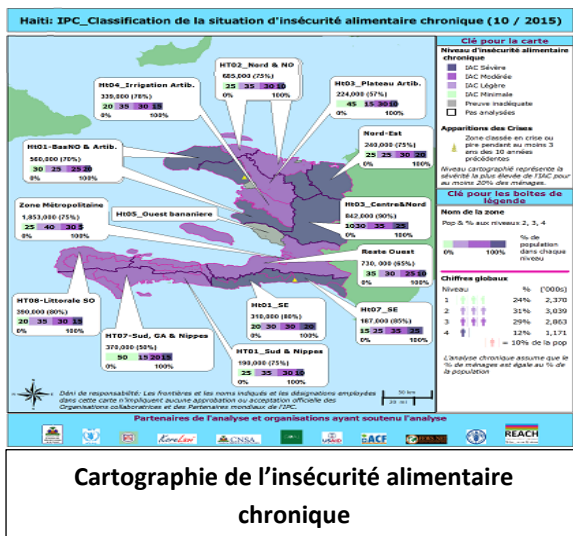 Haiti: IPC_Classification de la situation d'insécurité alimentaire chronique (10 / 2015)
HT02_Nord & NO
685,000 (75%)
25 35 30 10
0% 100%
Ht04_Irrigation Artib.
339,000 (78%)
20 35 30 15
0% 100%
HT03_Plateau Artib.
224,000 (57%)
45 15 30 10
0% 100%
Ht01-BasNO & Artib.
560,000 (70%)
30 25 25 20
0% 100%
Nord-Est
260,000 (75%)
25 25 30 20
0% 100%
Zone Métropolitaine
1,853,000 (75%)
25 40 30 5
0% 100%
Ht05_Ouest bananière
Ht03_Centre&Nord
842,000 (90%)
10 30 35 25
0% 100%
Reste Ouest
730, 000 (65%)
35 30 25 10
0% 100%
HT08-Littorale SO
390,000 (80%)
20 35 30 15
0% 100%
HT07-Sud, GA & Nippes
370,000 (50%)
50 15 20 15
0% 100%
Ht01_SE
310,000 (80%)
20 30 30 20
0% 100%
HT01_Sud & Nippes
190,000 (75%)
25 35 30 10
0% 100%
Ht07_SE
167,000 (85%)
15 25 35 25
0% 100%
Clé pour la carte
Niveau d'insécurité alimentaire
chronique
IAC Sévère
IAC Modérée
IAC Légère
IAC Minimale
Preuve inadéquate
Pas analysées
Apparitions des Crises
Zone classée en crise ou
pire pendant au moins 3
ans des 10 années
précédentes
Niveau cartographié représente la
sévérité la plus élevée de l'IAC pour
au moins 20% des ménages.
Clé pour les boîtes de
légende
Nom de la zone
Pop & % aux niveaux 2, 3, 4
% de
population
dans chaque
niveau
Chiffres globaux
Niveau % ('000s)
1 24% 2,370
2 31% 3,039
3 29% 2,863
4 12% 1,171
= 10% de la pop
L'analyse chronique assume que le
% de ménages est égale au % de
la population
50 km
Déni de responsabilité: Les frontières et les noms indiqués et les désignations employées
dans cette carte n'impliquent aucune approbation ou acceptation officielle des
Organisations collaboratrices et des Partenaires mondiaux de l'IPC.
Partenaires de l'analyse et organisations ayant soutenu l'analyse
CNSA
USAID
ACF
REACH
Cartographie de l’insécurité alimentaire
chronique